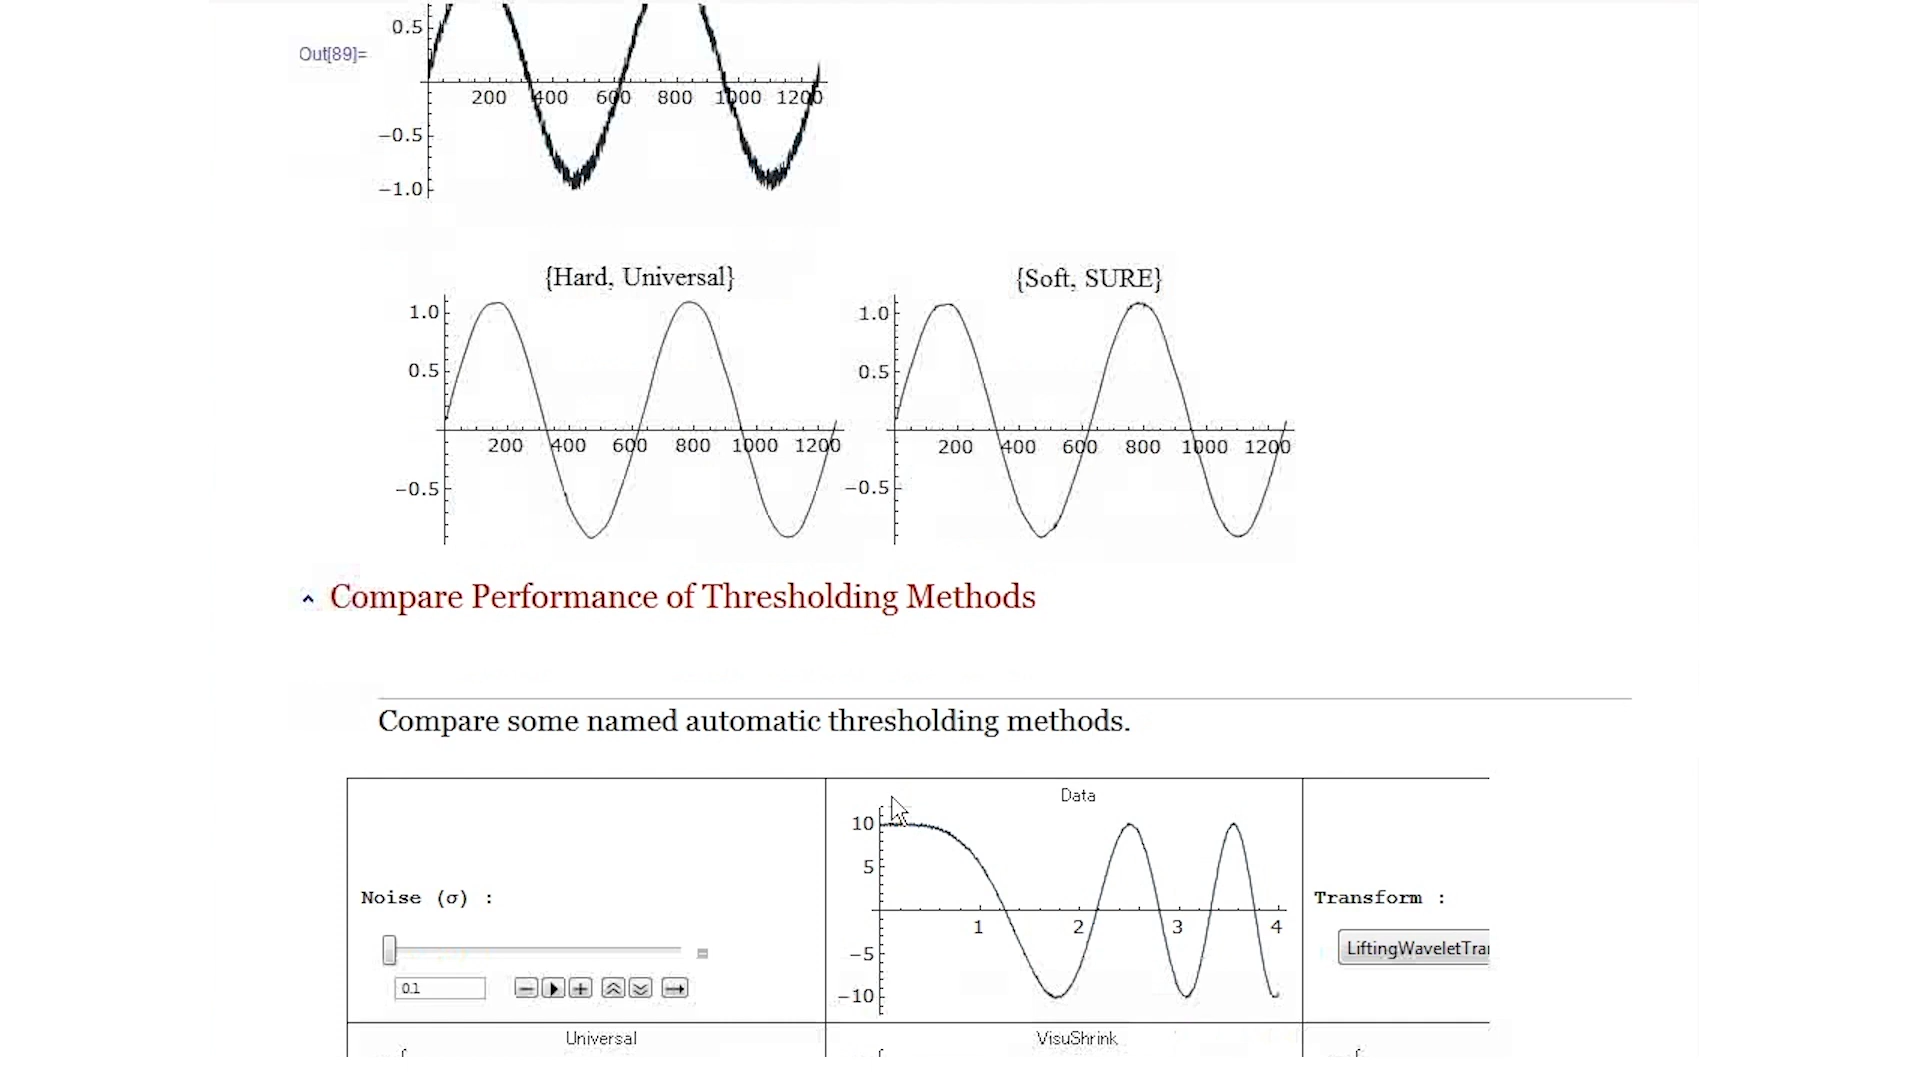 0.5
Out[89]=
200 400 600 800 1000 1200
−0.5
−1.0
{Hard, Universal} {Soft, SURE}
1.0 1.0
0.5 0.5
200 400 600 800 1000 1200 200 400 600 800 1000 1200
−0.5 −0.5
Compare Performance of Thresholding Methods
Compare some named automatic thresholding methods.
Data
10
5
Noise (σ) : Transform :
1 2 3 4
−5 LiftingWaveletTra
0.1 −10
Universal VisuShrink